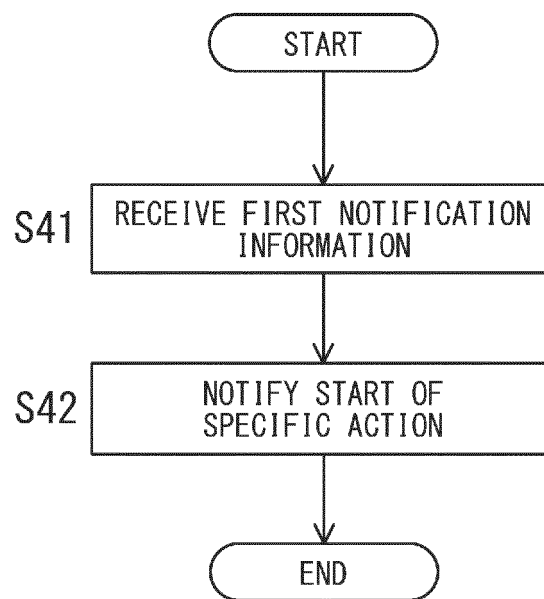 START
S41
RECEIVE FIRST NOTIFICATION
INFORMATION
S42
NOTIFY START OF
SPECIFIC ACTION
END